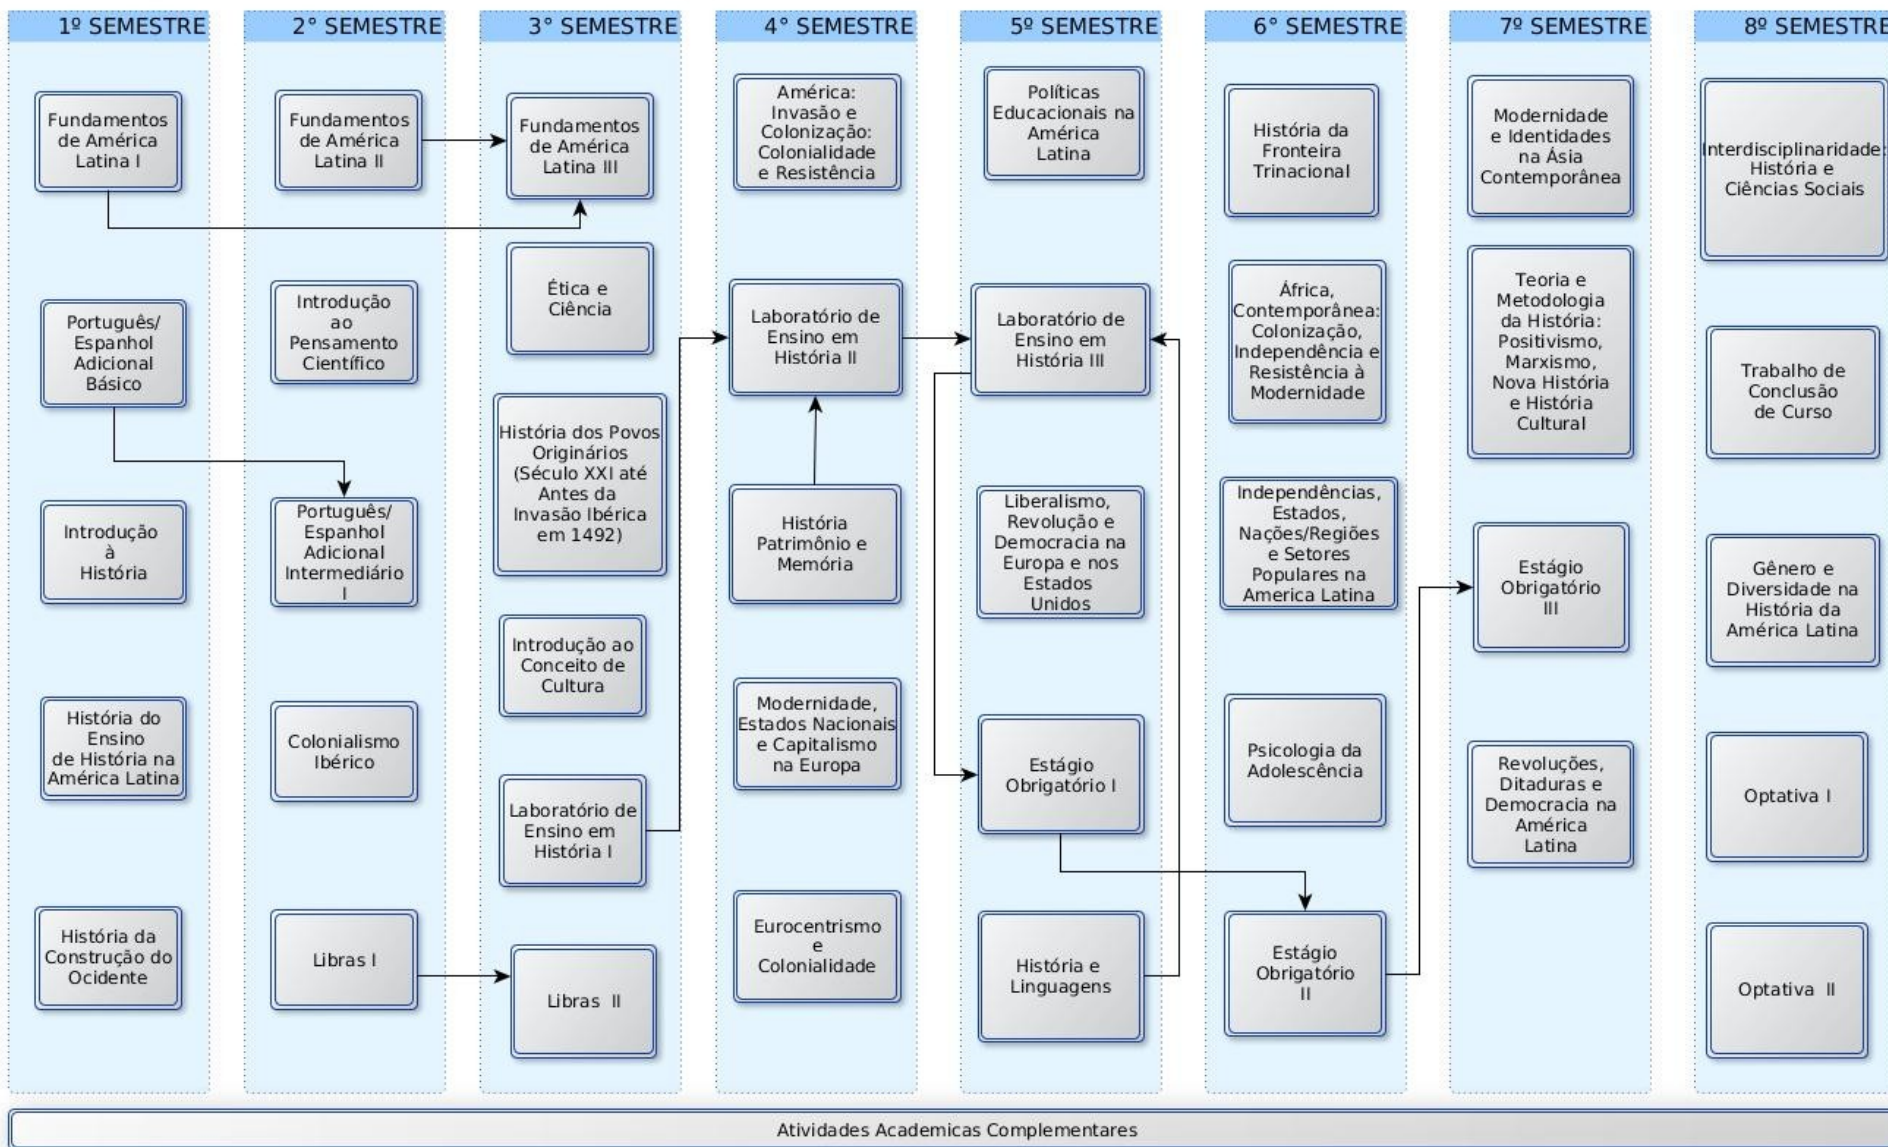 1º SEMESTRE
Fundamentos
de América
Latina I
Português/
Espanhol
Adicional
Básico
Introdução
à
História
História do
Ensino
de História na
América Latina
História da
Construção do
Ocidente
2° SEMESTRE
Fundamentos
de América
Latina II
Introdução
ao
Pensamento
Científico
Português/
Espanhol
Adicional
Intermediário
I
Colonialismo
Ibérico
Libras I
3° SEMESTRE
Fundamentos
de América
Latina III
Ética e
Ciência
História dos Povos
Originários
(Século XXI até
Antes da
Invasão Ibérica
em 1492)
Introdução ao
Conceito de
Cultura
Laboratório de
Ensino em
História I
Libras II
4° SEMESTRE
América:
Invasão e
Colonização:
Colonialidade
e Resistência
Laboratório de
Ensino em
História II
História
Patrimônio e
Memória
Modernidade,
Estados Nacionais
e Capitalismo
na Europa
Eurocentrismo
e
Colonialidade
5º SEMESTRE
Políticas
Educacionais na
América
Latina
Laboratório de
Ensino em
História III
Liberalismo,
Revolução e
Democracia na
Europa e nos
Estados
Unidos
Estágio
Obrigatório I
História e
Linguagens
6° SEMESTRE
História da
Fronteira
Trinacional
África,
Contemporânea:
Colonização,
Independência e
Resistência à
Modernidade
Independências,
Estados,
Nações/Regiões
e Setores
Populares na
America Latina
Psicologia da
Adolescência
Estágio
Obrigatório
II
7º SEMESTRE
Modernidade
e Identidades
na Ásia
Contemporânea
Teoria e
Metodologia
da História:
Positivismo,
Marxismo,
Nova História
e História
Cultural
Estágio
Obrigatório
III
Revoluções,
Ditaduras e
Democracia na
América
Latina
8º SEMESTRE
Interdisciplinaridade:
História e
Ciências Sociais
Trabalho de
Conclusão
de Curso
Gênero e
Diversidade na
História da
América Latina
Optativa I
Optativa II
Atividades Academicas Complementares